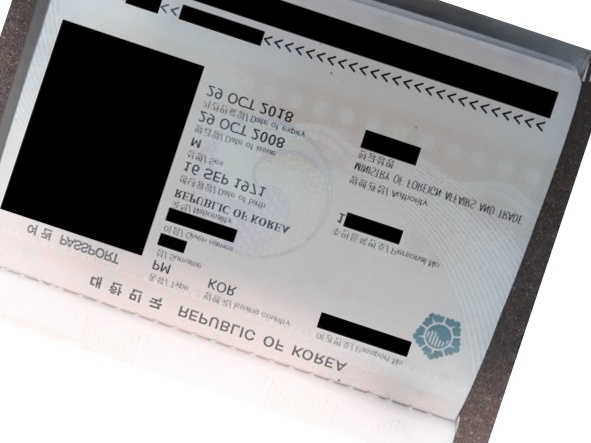 대한민국 REPUBLIC OF KOREA
여권 PASSPORT
종류/Type 발행국/Issuing country 여권번호/Passport No.
PM KOR
성/Surname
이름/Given names
국적/Nationality 주민등록번호/Personal No.
REPUBLIC OF KOREA 1
생년월일/Date of birth
16 SEP 1971
성별/Sex 발행관청/Authority
M MINISTRY OF FOREIGN AFFAIRS AND TRADE
발급일/Date of issue 한글성명
29 OCT 2008
기간만료일/Date of expiry
29 OCT 2018